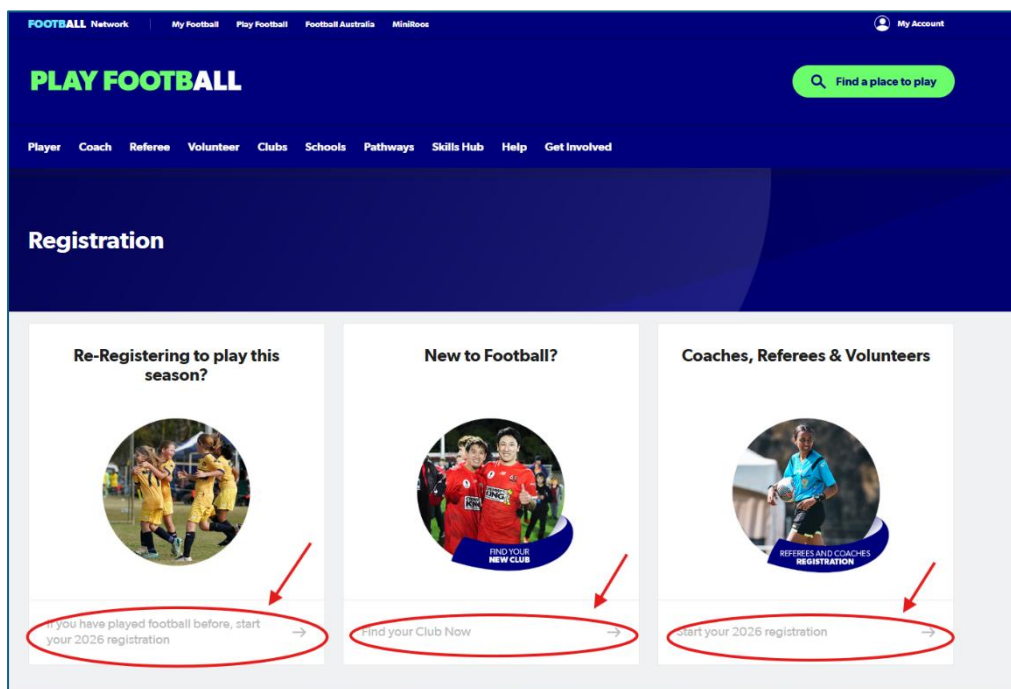 FOOTBALL Network My Football Play Football Football Australia MiniRoos My Account
PLAY FOOTBALL
Find a place to play
Player Coach Referee Volunteer Clubs Schools Pathways Skills Hub Help Get Involved
Registration
Re-Registering to play this
season?
If you have played football before, start
your 2026 registration
New to Football?
KING
FIND YOUR
NEW CLUB
Find your Club Now
Coaches, Referees & Volunteers
REFEREES AND COACHES
REGISTRATION
Start your 2026 registration